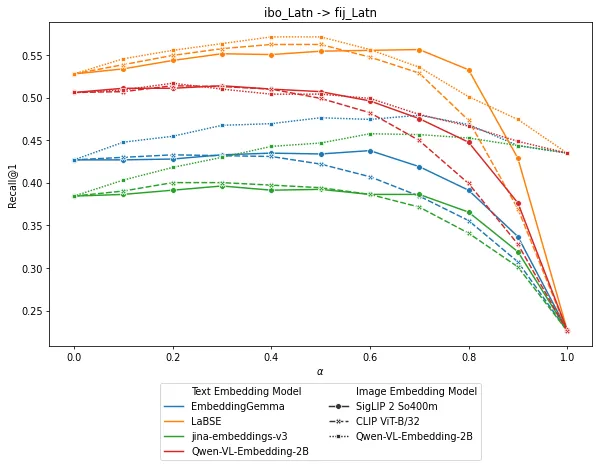 ibo_Latn -> fij_Latn
Recall@1
0.55
0.50
0.45
0.40
0.35
0.30
0.25
0.0
0.2
0.4
0.6
0.8
1.0
α
Text Embedding Model
EmbeddingGemma
LaBSE
jina-embeddings-v3
Qwen-VL-Embedding-2B
Image Embedding Model
SigLIP 2 So400m
CLIP ViT-B/32
Qwen-VL-Embedding-2B